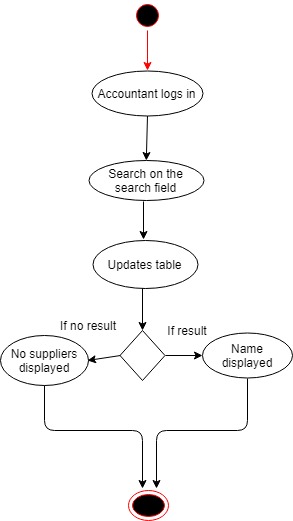 Accountant logs in
Search on the
search field
Updates table
If no result
If result
No suppliers
displayed
Name
displayed